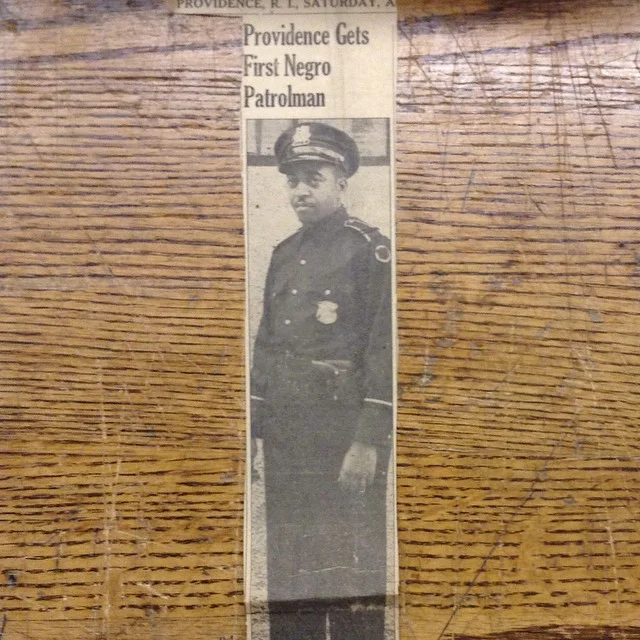 PROVIDENCE, R. I., SATURDAY, A
Providence Gets
First Negro
Patrolman